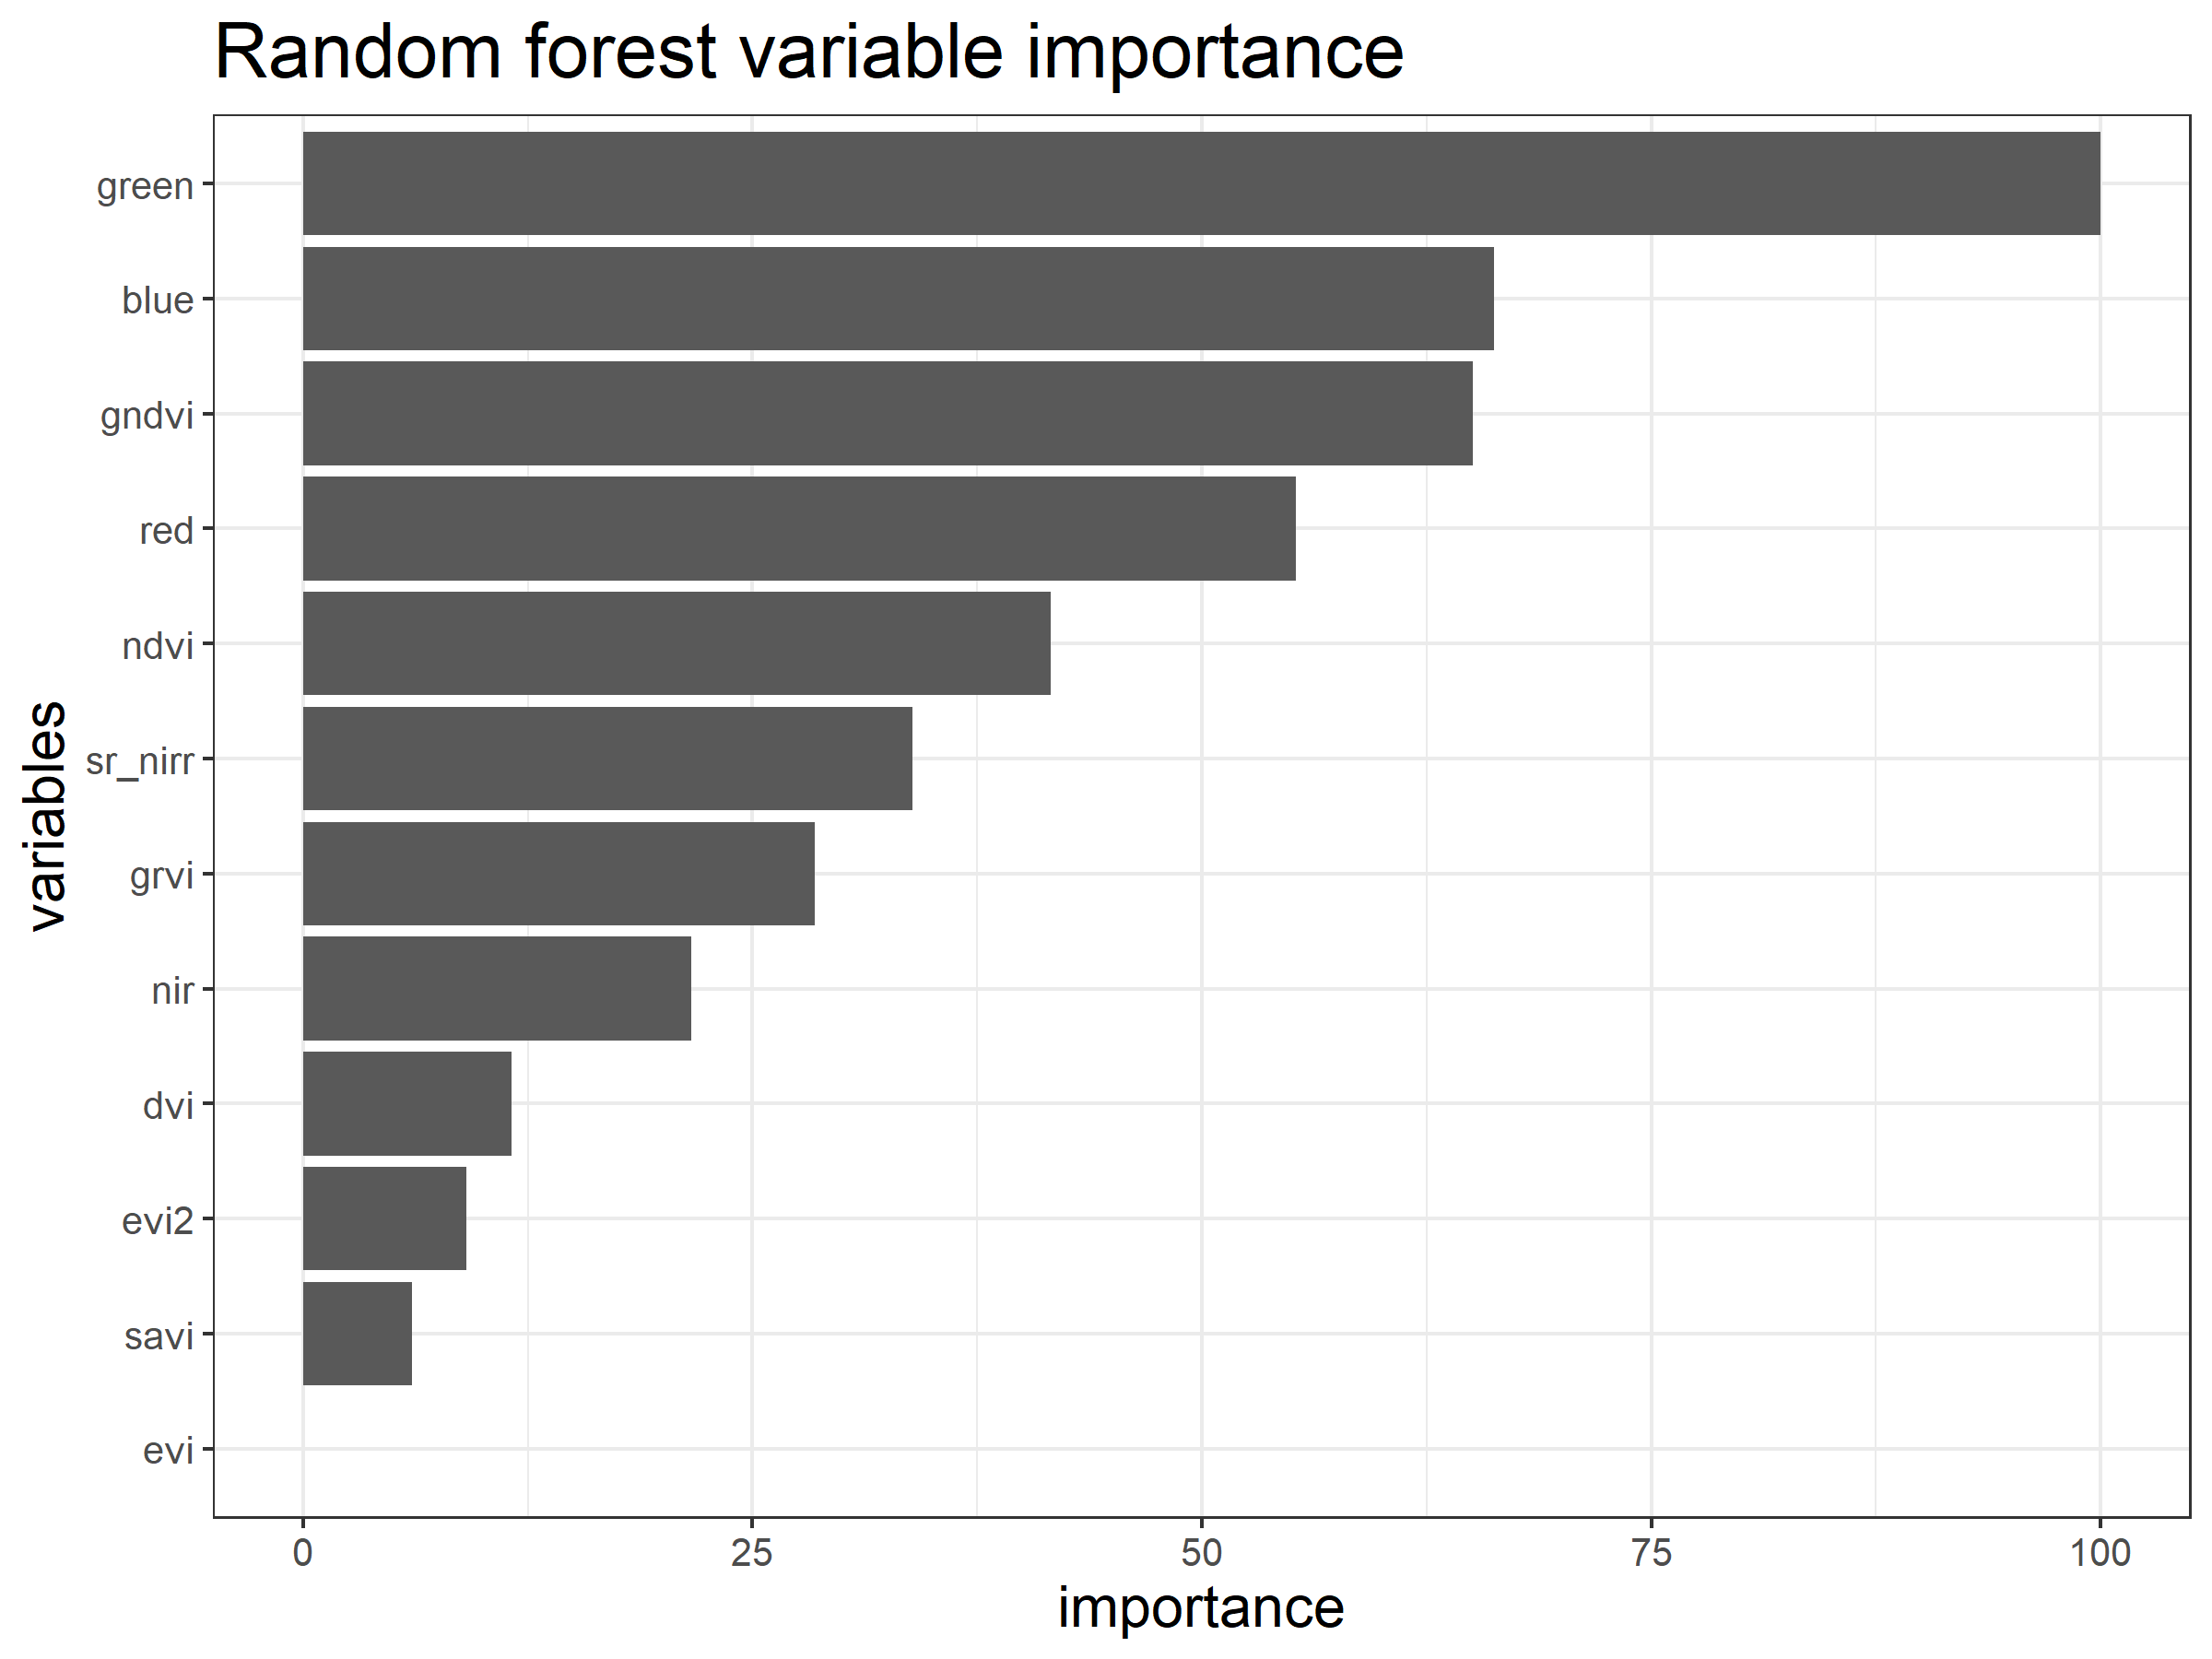 Random forest variable importance
green
blue
gndvi
red
ndvi
sr_nirr
grvi
nir
dvi
evi2
savi
evi
variables
0 25 50 75 100
importance